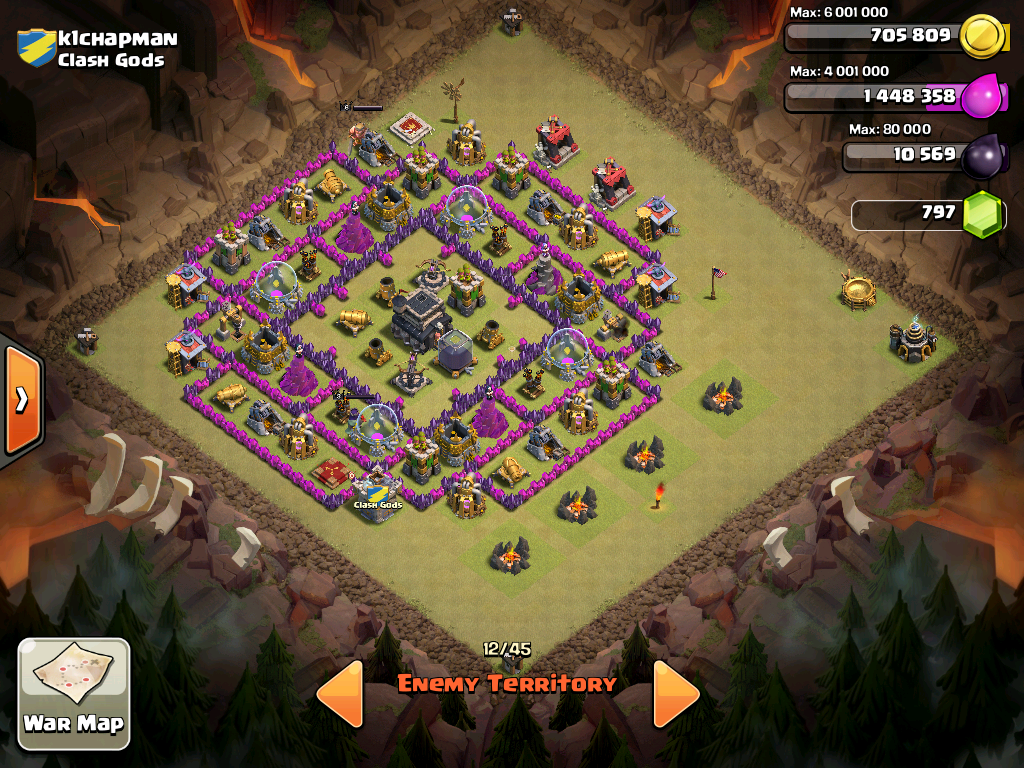 k1chapman
Clash Gods
Max: 6 001 000
705 809
Max: 4 001 000
1 448 358
Max: 80 000
10 569
797
Clash Gods
12/45
Enemy Territory
War Map